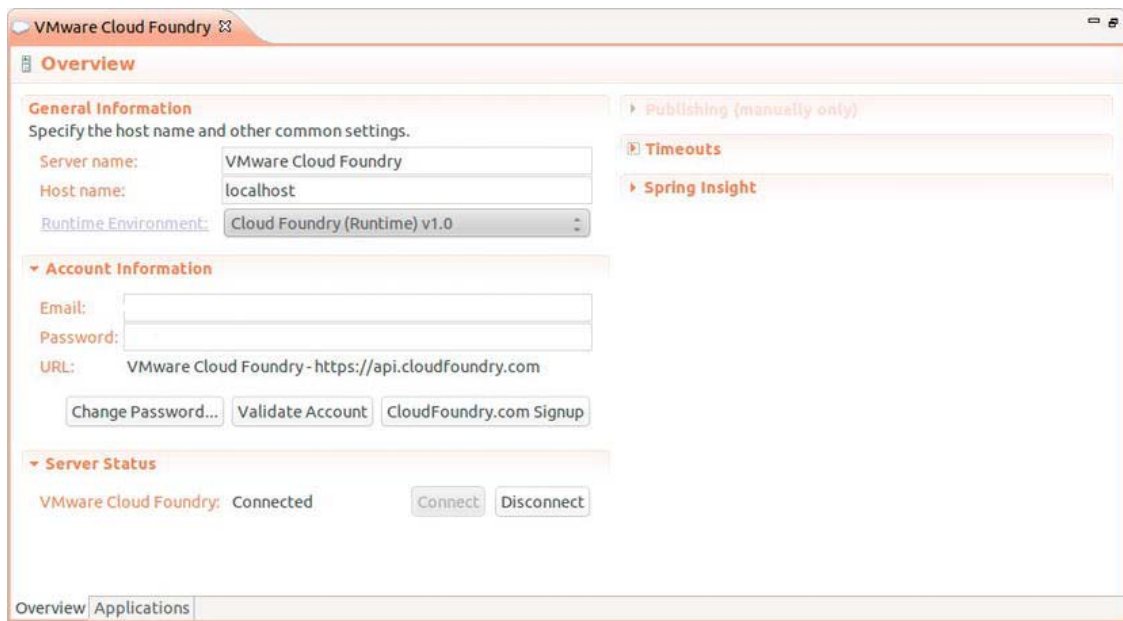 VMware Cloud Foundry
Overview
General Information
Specify the host name and other common settings.
Server name: VMware Cloud Foundry
Host name: localhost
Runtime Environment: Cloud Foundry (Runtime) v1.0
Account Information
Email:
Password:
URL: VMware Cloud Foundry - https://api.cloudfoundry.com
Change Password... Validate Account CloudFoundry.com Signup
Server Status
VMware Cloud Foundry: Connected Connect Disconnect
Publishing (manually only)
Timeouts
Spring Insight
Overview Applications